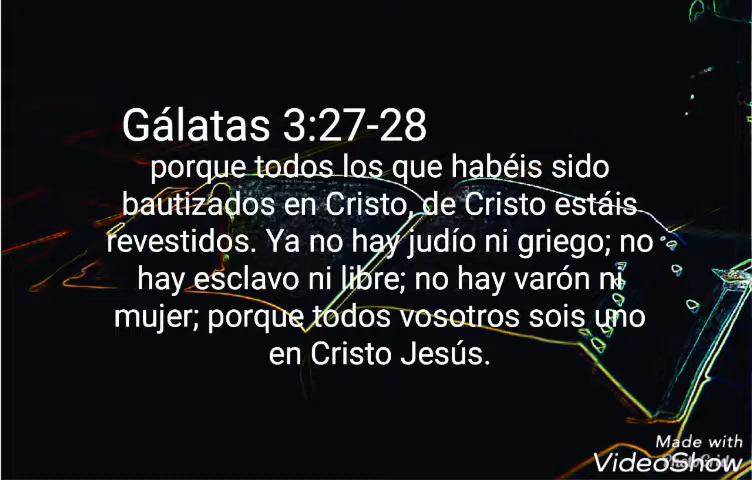 Gálatas 3:27-28
porque todos los que habéis sido
bautizados en Cristo, de Cristo estáis
revestidos. Ya no hay judío ni griego; no
hay esclavo ni libre; no hay varón ni
mujer; porque todos vosotros sois uno
en Cristo Jesús.
Made with
VideoShow
PhotoGrid